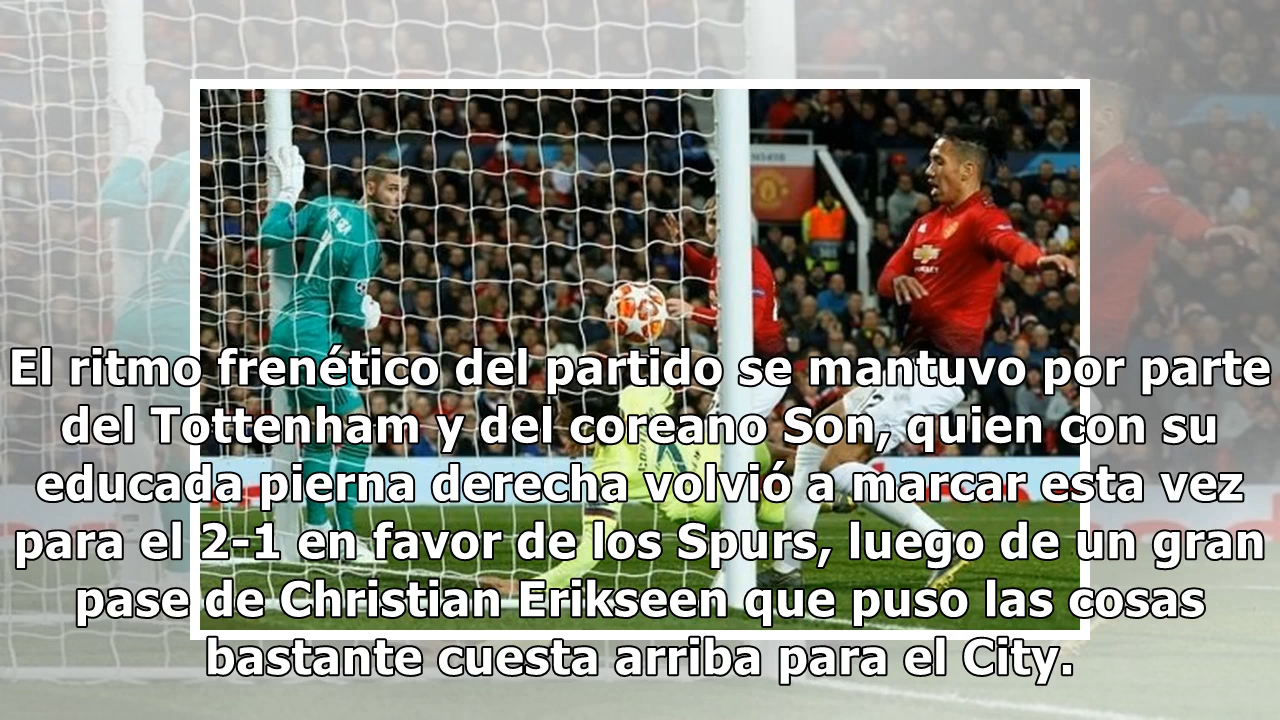 El ritmo frenético del partido se mantuvo por parte
del Tottenham y del coreano Son, quien con su
educada pierna derecha volvió a marcar esta vez
para el 2-1 en favor de los Spurs, luego de un gran
pase de Christian Erikseen que puso las cosas
bastante cuesta arriba para el City.